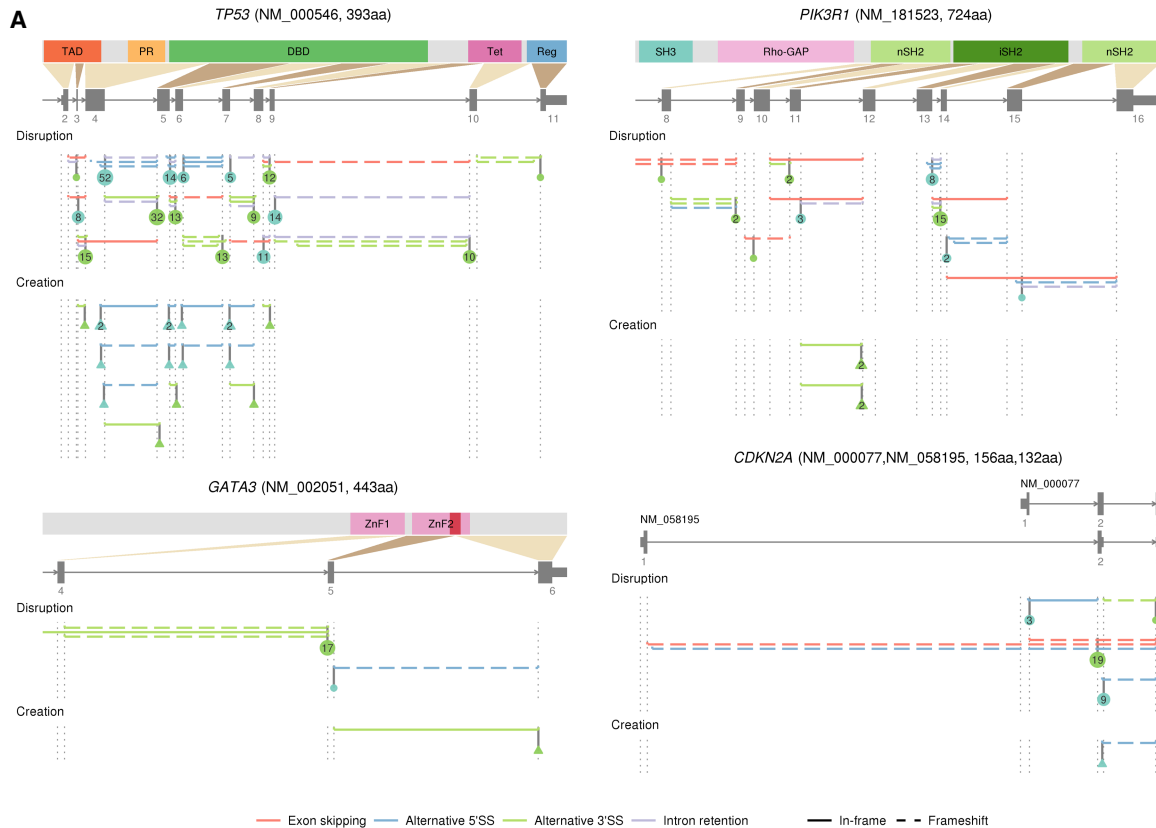 A
TP53 (NM_000546, 393aa)
TAD PR DBD Tet Reg
2 3 4 5 6 7 8 9 10 11
Disruption
52 14 6 5 12
8 32 13 9 14
15 13 11 10
Creation
2 2 2
PIK3R1 (NM_181523, 724aa)
SH3 Rho-GAP nSH2 iSH2 nSH2
8 9 10 11 12 13 14 15 16
Disruption
2 8
2 3 15
2
Creation
2
2
GATA3 (NM_002051, 443aa)
ZnF1 ZnF2
4 5 6
Disruption
17
Creation
CDKN2A (NM_000077,NM_058195, 156aa,132aa)
NM_000077
1 2
NM_058195
1 2
Disruption
3
19
9
Creation
Exon skipping Alternative 5'SS Alternative 3'SS Intron retention In-frame Frameshift